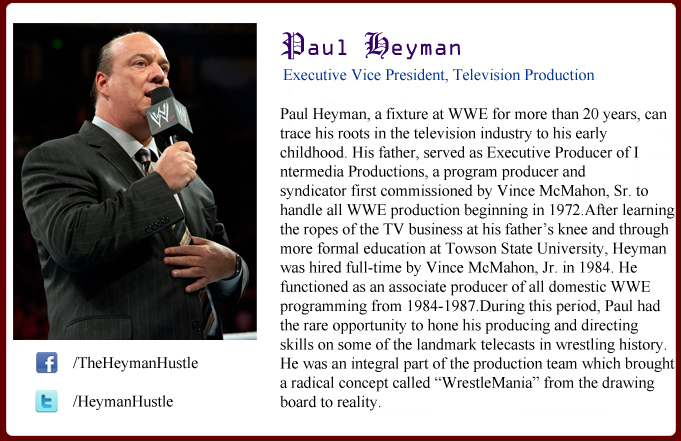 Paul Heyman
Executive Vice President, Television Production
Paul Heyman, a fixture at WWE for more than 20 years, can
trace his roots in the television industry to his early
childhood. His father, served as Executive Producer of I
ntermedia Productions, a program producer and
syndicator first commissioned by Vince McMahon, Sr. to
handle all WWE production beginning in 1972.After learning
the ropes of the TV business at his father’s knee and through
more formal education at Towson State University, Heyman
was hired full-time by Vince McMahon, Jr. in 1984. He
functioned as an associate producer of all domestic WWE
programming from 1984-1987.During this period, Paul had
the rare opportunity to hone his producing and directing
skills on some of the landmark telecasts in wrestling history.
He was an integral part of the production team which brought
a radical concept called “WrestleMania” from the drawing
board to reality.
W
f /TheHeymanHustle
t /HeymanHustle